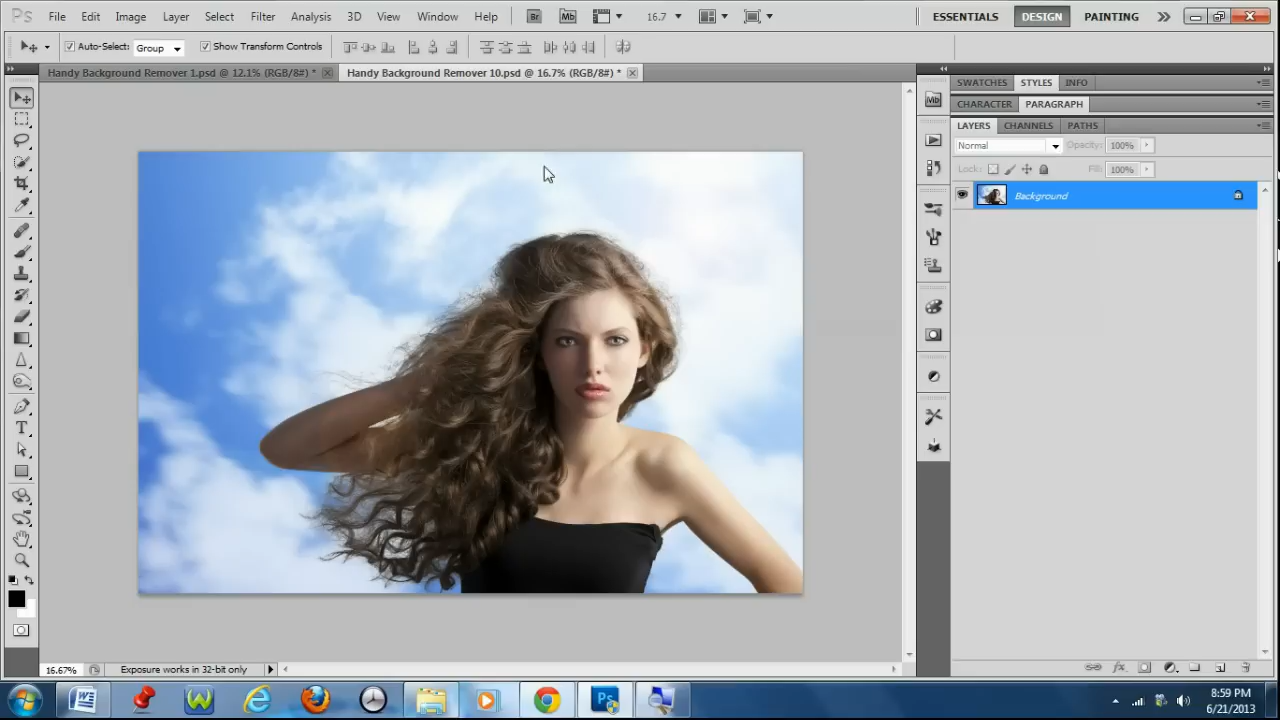 Ps File Edit Image Layer Select Filter Analysis 3D View Window Help Br Mb 16.7 ESSENTIALS DESIGN PAINTING
Auto-Select: Group Show Transform Controls
Handy Background Remover 1.psd @ 12.1% (RGB/8#) * Handy Background Remover 10.psd @ 16.7% (RGB/8#) *
SWATCHES STYLES INFO
Mb
CHARACTER PARAGRAPH
LAYERS CHANNELS PATHS
Normal Opacity: 100%
Lock: Fill: 100%
Background
T
16.67% Exposure works in 32-bit only
W Ps
8:59 PM
6/21/2013